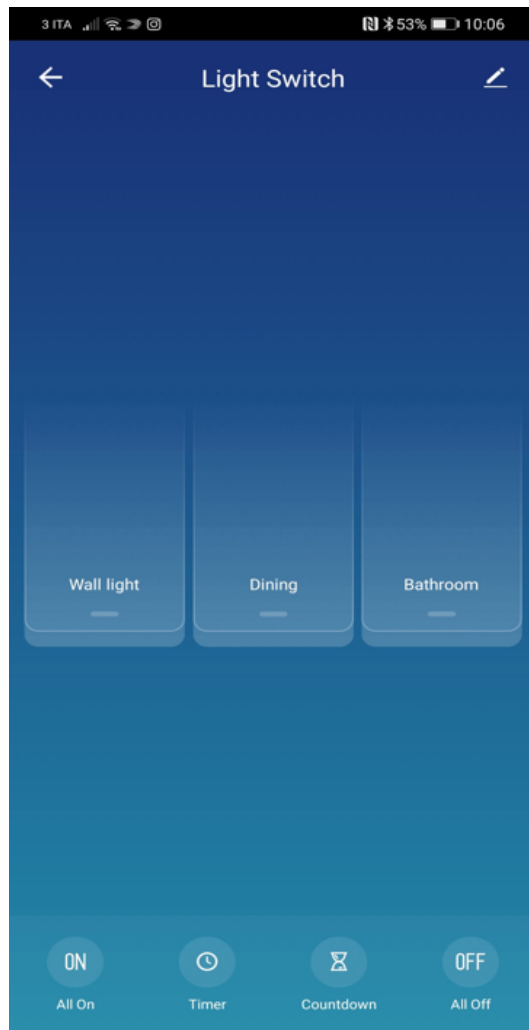 3 ITA 53% 10:06
Light Switch
Wall light Dining Bathroom
ON OFF
All On Timer Countdown All Off